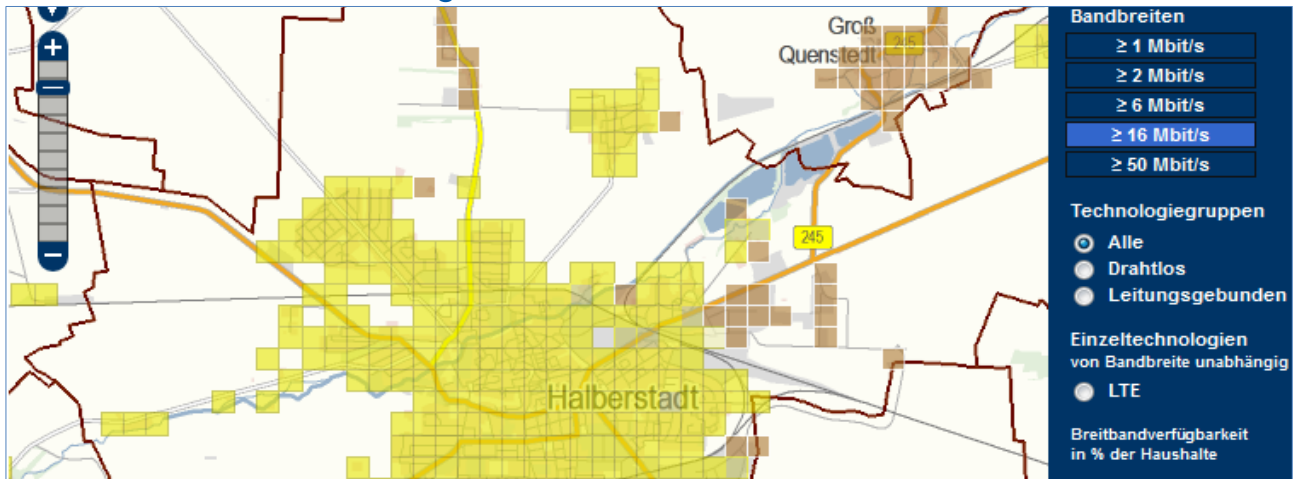 Groß
Quenstedt
245
245
Halberstadt
Bandbreiten
≥ 1 Mbit/s
≥ 2 Mbit/s
≥ 6 Mbit/s
≥ 16 Mbit/s
≥ 50 Mbit/s
Technologiegruppen
Alle
Drahtlos
Leitungsgebunden
Einzeltechnologien
von Bandbreite unabhängig
LTE
Breitbandverfügbarkeit
in % der Haushalte